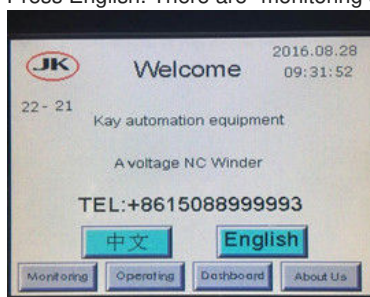 Press English. There are "monitoring
JK
Welcome
2016.08.28
09:31:52
22- 21
Kay automation equipment
A voltage NC Winder
TEL:+8615088999993
中文 English
Monitoring Operating Dashboard About Us